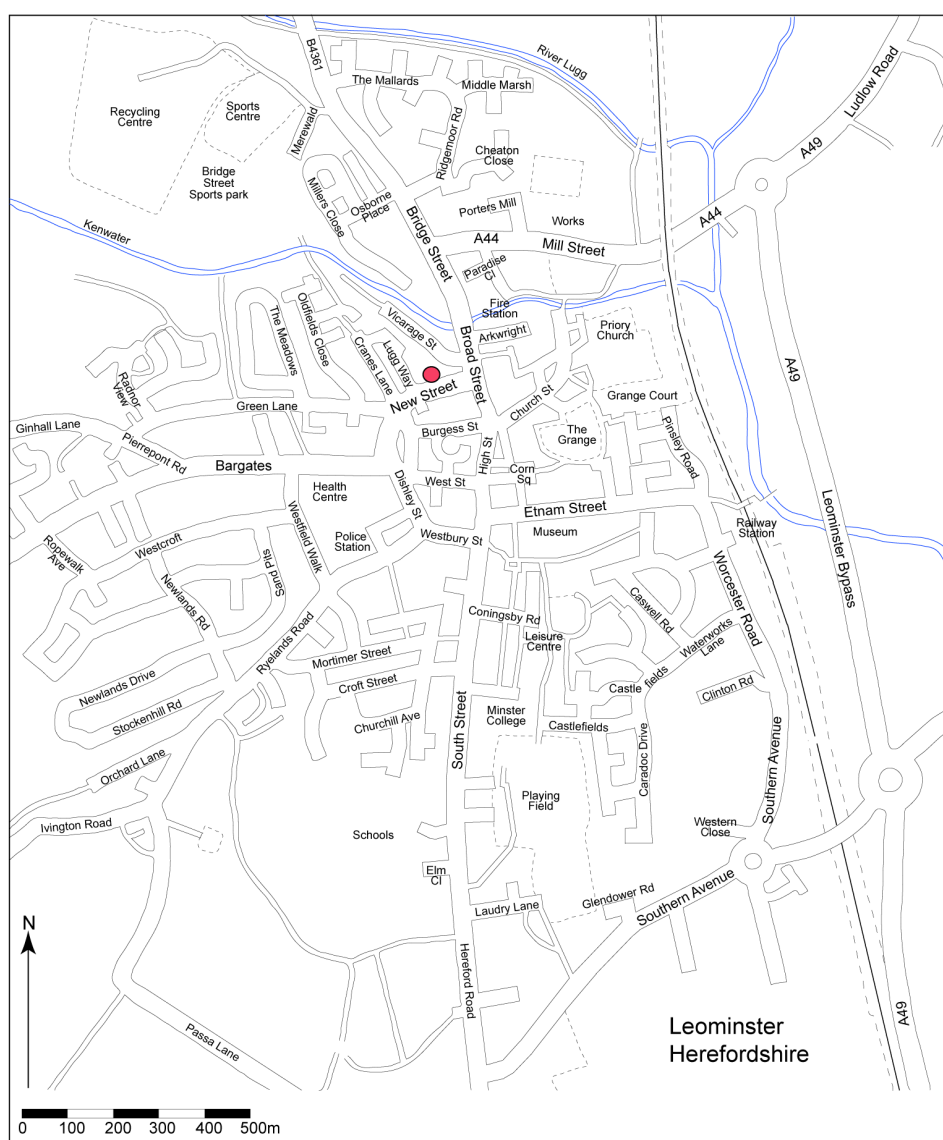 B4361
River Lugg
Ludlow Road
The Mallards
Middle Marsh
Recycling
Centre
Sports
Centre
Merewald
Ridgemoor Rd
A49
Cheaton
Close
Bridge
Street
Sports park
Millers Close
Osborne
Place
Porters Mill
Works
A44
Kenwater
Bridge Street
A44
Mill Street
Paradise
Cl
Fire
Station
Oldfields Close
The Meadows
Vicarage St
Arkwright
Priory
Church
Broad Street
Cranes Lane
Lugg Way
A49
Radnor
View
New Street
Green Lane
Church St
Grange Court
Ginhall Lane
Burgess St
The
Grange
Pinsley Road
Pierrepont Rd
High St
Bargates
Corn
Sq
Health
Centre
Dishley St
West St
Etnam Street
Leominster Bypass
Westfield Walk
Police
Station
Westbury St
Museum
Railway
Station
Ropewalk
Ave
Westcroft
Sand Pits
Newlands Rd
Worcester Road
Caswell Rd
Coningsby Rd
Leisure
Centre
Ryelands Road
Waterworks
Lane
Mortimer Street
Newlands Drive
Croft Street
Castle
fields
Clinton Rd
Stockenhill Rd
Churchill Ave
Minster
College
Castlefields
South Street
Caradoc Drive
Southern Avenue
Orchard Lane
Playing
Field
Ivington Road
Schools
Western
Close
Elm
Cl
Laudry Lane
Glendower Rd
Southern Avenue
N
Hereford Road
A49
Passa Lane
Leominster
Herefordshire
0 100 200 300 400 500m